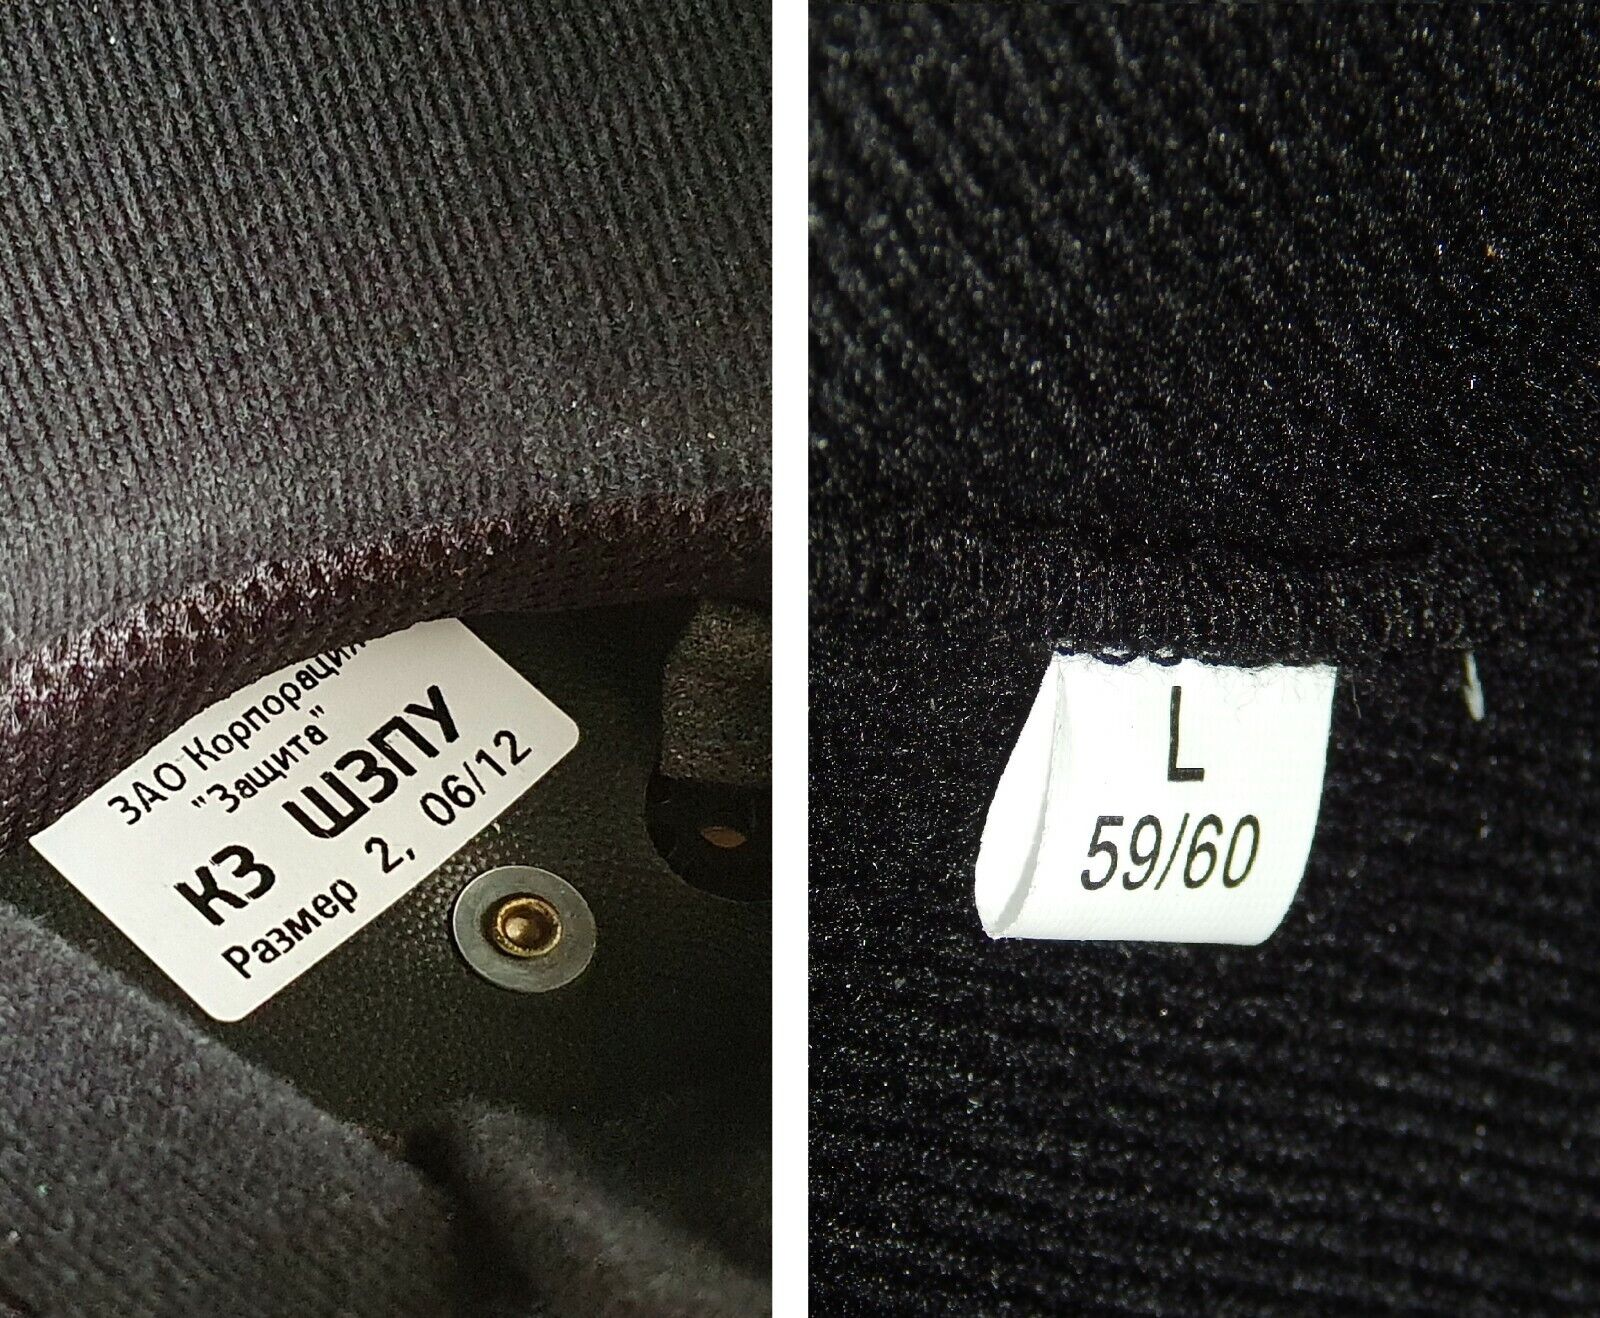 ЗАО Корпорация
"Защита"
КЗ ШЗПУ
Размер 2, 06/12
L
59/60